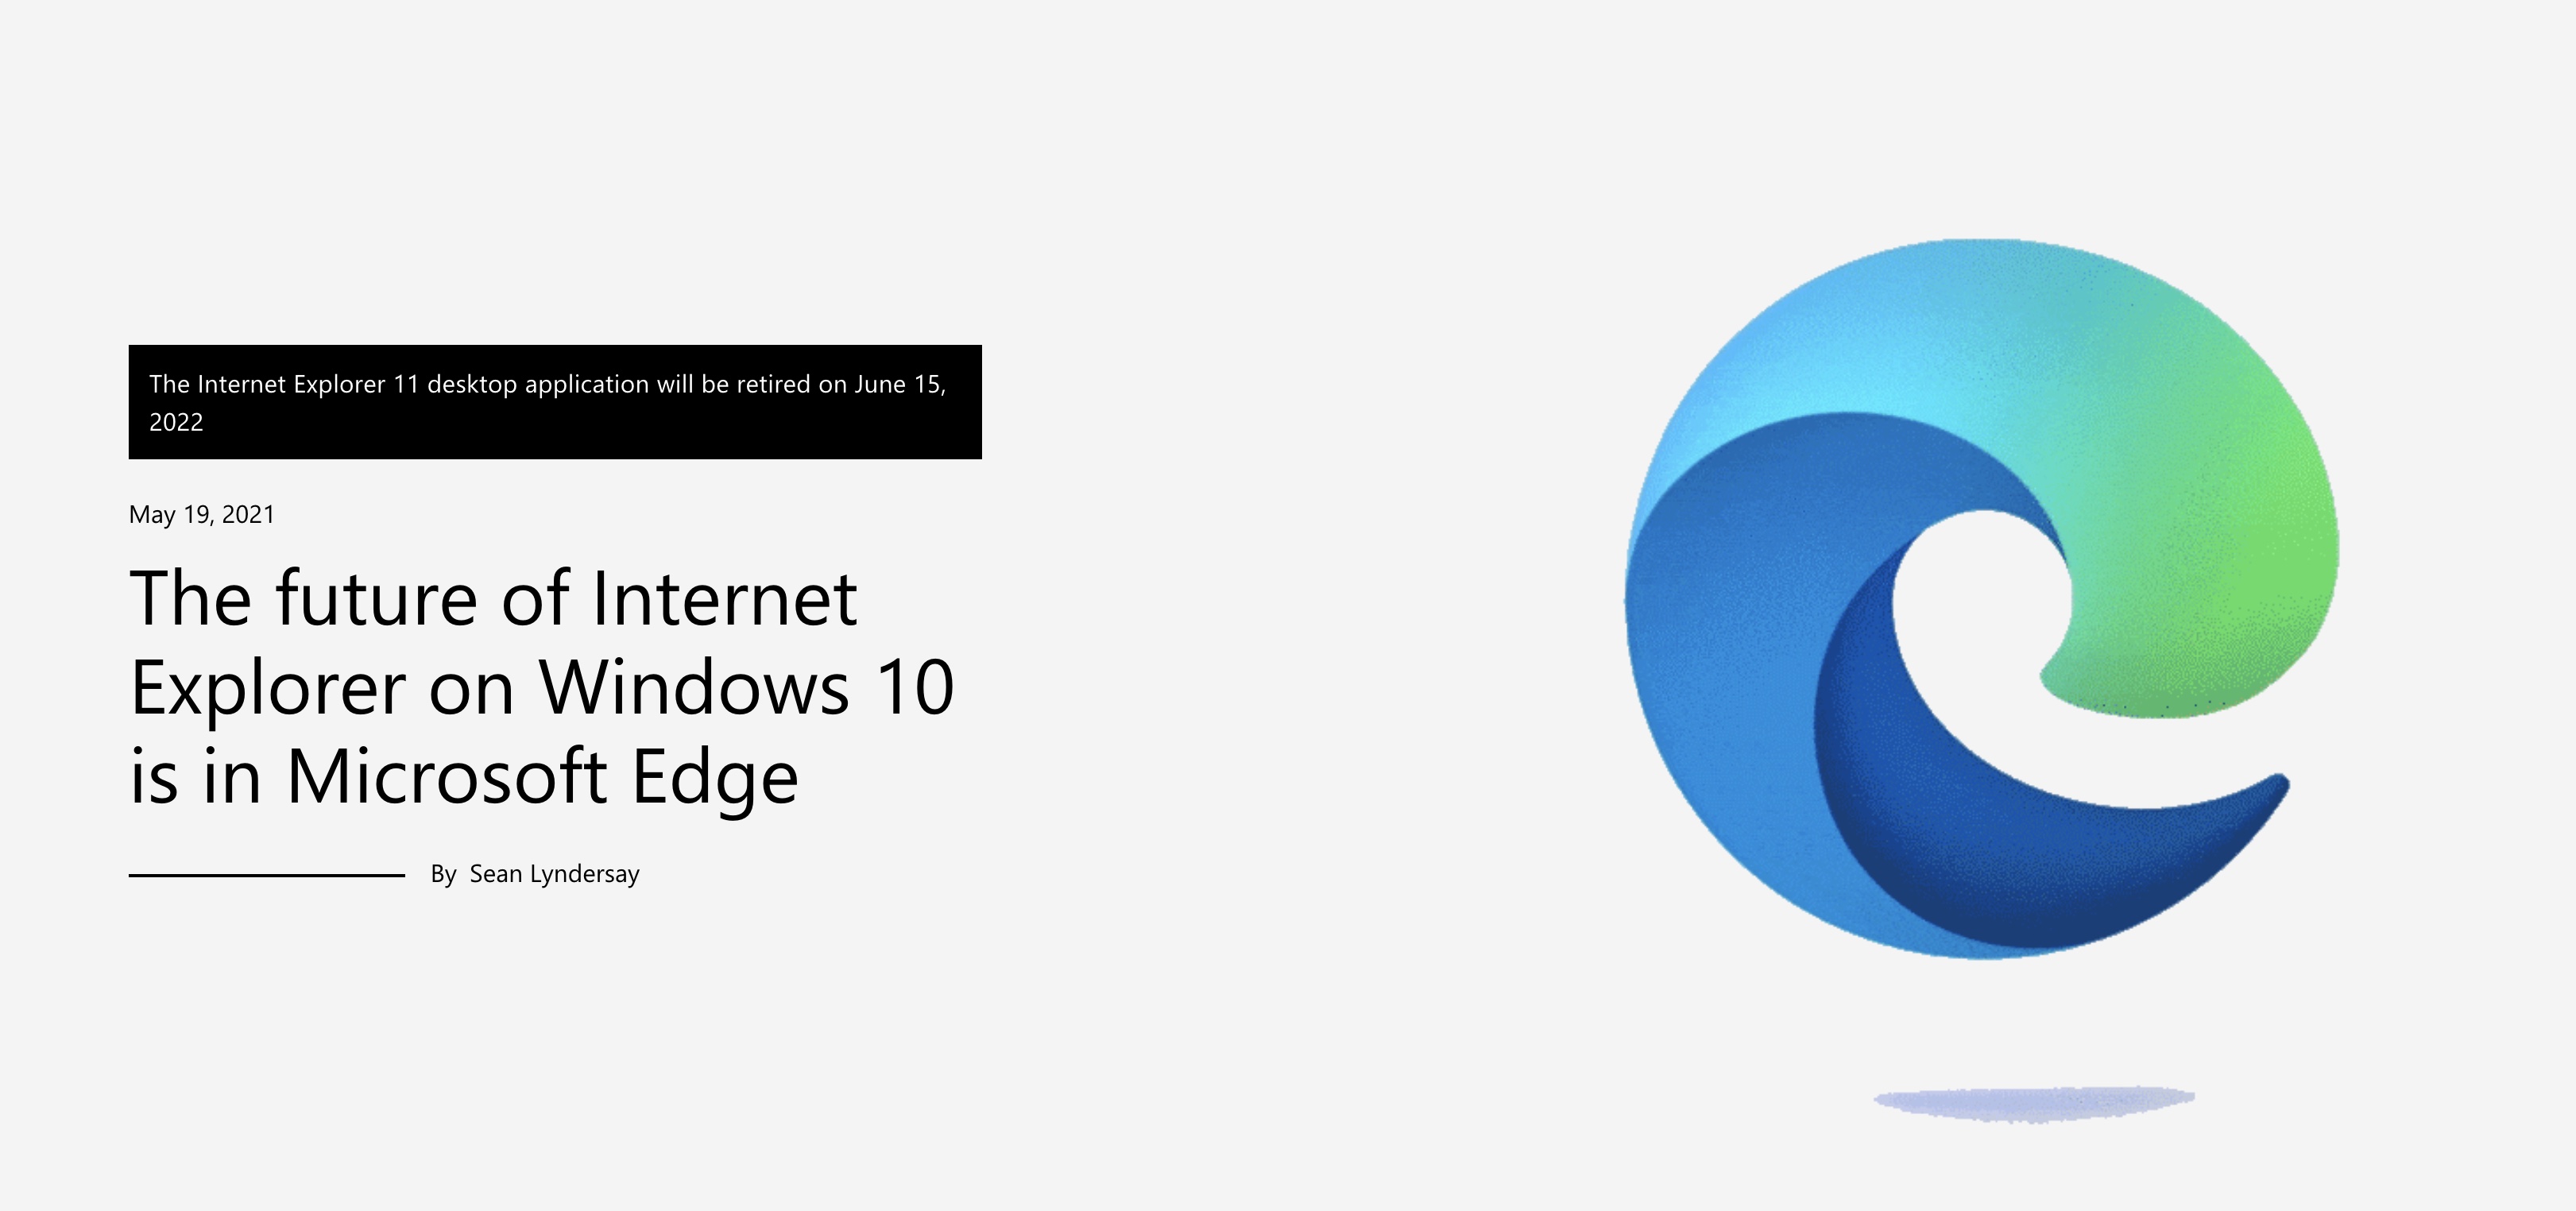 The Internet Explorer 11 desktop application will be retired on June 15,
2022
May 19, 2021
The future of Internet
Explorer on Windows 10
is in Microsoft Edge
By Sean Lyndersay